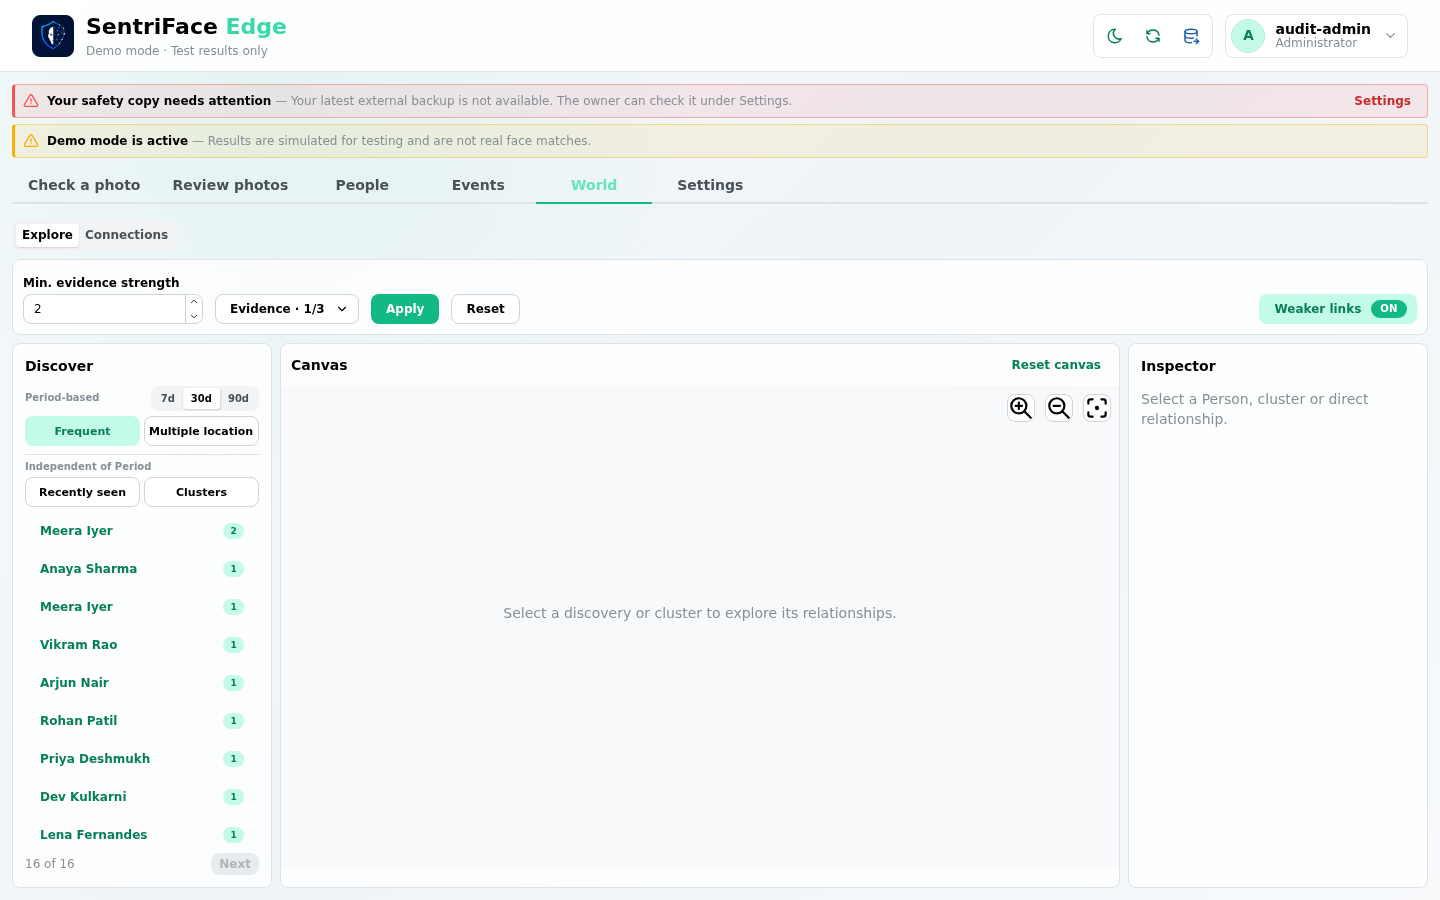 SentriFace Edge
Demo mode · Test results only
A
audit-admin
Administrator
Your safety copy needs attention — Your latest external backup is not available. The owner can check it under Settings.
Settings
Demo mode is active — Results are simulated for testing and are not real face matches.
Check a photo
Review photos
People
Events
World
Settings
Explore
Connections
Min. evidence strength
2
Evidence · 1/3
Apply
Reset
Weaker links ON
Discover
Period-based
7d
30d
90d
Frequent
Multiple location
Independent of Period
Recently seen
Clusters
Meera Iyer 2
Anaya Sharma 1
Meera Iyer 1
Vikram Rao 1
Arjun Nair 1
Rohan Patil 1
Priya Deshmukh 1
Dev Kulkarni 1
Lena Fernandes 1
16 of 16
Next
Canvas
Reset canvas
Select a discovery or cluster to explore its relationships.
Inspector
Select a Person, cluster or direct
relationship.